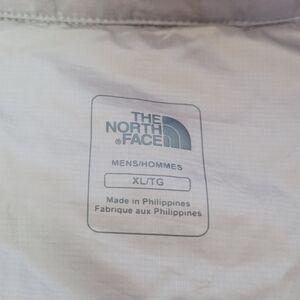 THE
NORTH
®FACE
MENS/HOMMES
XL/TG
Made in Philippines
Fabrique aux Philippines